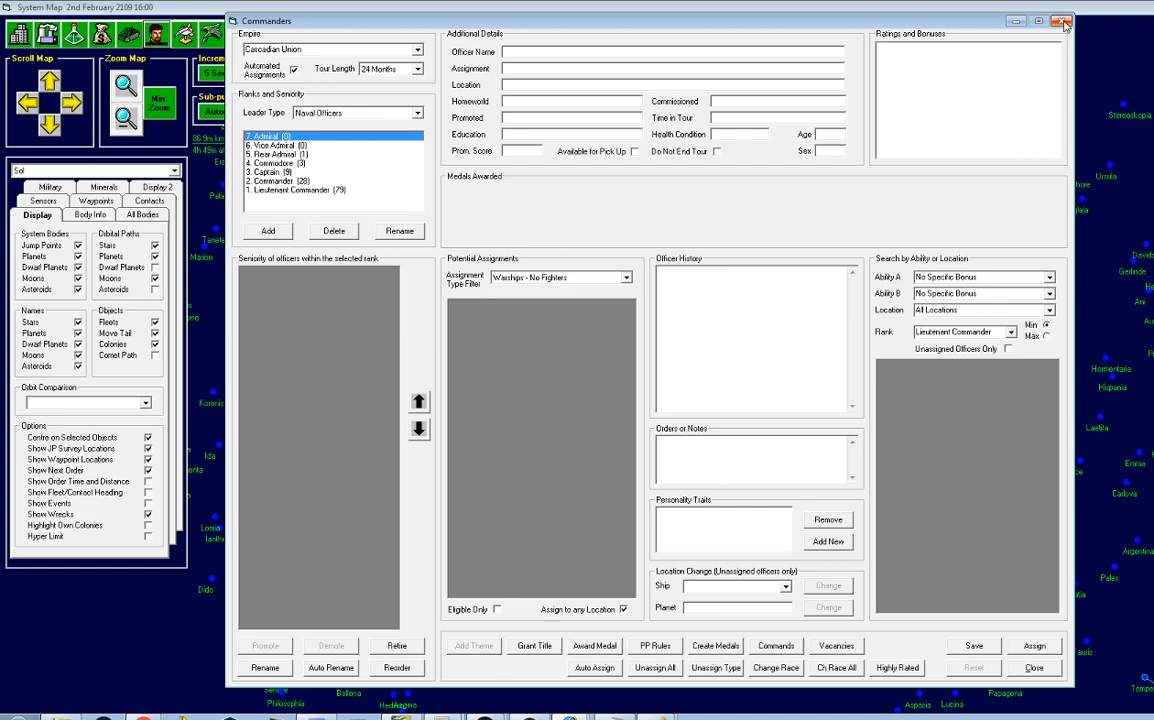 System Map   2nd February 2109 16:00
Commanders
Scroll Map
Zoom Map
Min
Zoom
Sol
Military
Minerals
Display 2
Sensors
Waypoints
Contacts
Display
Body Info
All Bodies
System Bodies
Jump Points
Planets
Dwarf Planets
Moons
Asteroids
Orbital Paths
Stars
Planets
Dwarf Planets
Moons
Asteroids
Names
Stars
Planets
Dwarf Planets
Moons
Asteroids
Objects
Fleets
Move Tail
Colonies
Comet Path
Orbit Comparison
Options
Centre on Selected Objects
Show JP Survey Locations
Show Waypoint Locations
Show Next Order
Show Order Time and Distance
Show Fleet/Contact Heading
Show Events
Show Wrecks
Highlight Own Colonies
Hyper Limit
Koronis
Ida
Dido
Marion
Empire
Cascadian Union
Automated
Assignments
Tour Length
24 Months
Ranks and Seniority
Leader Type
Naval Officers
7. Admiral (0)
6. Vice Admiral (0)
5. Rear Admiral (1)
4. Commodore (3)
3. Captain (9)
2. Commander (28)
1. Lieutenant Commander (79)
Add
Delete
Rename
Seniority of officers within the selected rank
Promote
Demote
Retire
Rename
Auto Rename
Reorder
Additional Details
Officer Name
Assignment
Location
Homeworld
Commissioned
Promoted
Time in Tour
Education
Health Condition
Age
Prom. Score
Available for Pick Up
Do Not End Tour
Sex
Ratings and Bonuses
Medals Awarded
Potential Assignments
Assignment
Type Filter
Warships - No Fighters
Eligible Only
Assign to any Location
Officer History
Orders or Notes
Personality Traits
Remove
Add New
Location Change (Unassigned officers only)
Ship
Change
Planet
Change
Search by Ability or Location
Ability A
No Specific Bonus
Ability B
No Specific Bonus
Location
All Locations
Rank
Lieutenant Commander
Min
Max
Unassigned Officers Only
Add Theme
Grant Title
Award Medal
PP Rules
Create Medals
Commands
Vacancies
Save
Assign
Auto Assign
Unassign All
Unassign Type
Change Race
Ch Race All
Highly Rated
Reset
Close
Stereoskopia
Ursula
Gerlinde
Ani
Hermentaria
Hispania
Laetitia
Emma
Carlova
Argentina
Pales
Philosophia
Bellona
Papagena
Aspasia
Lucina